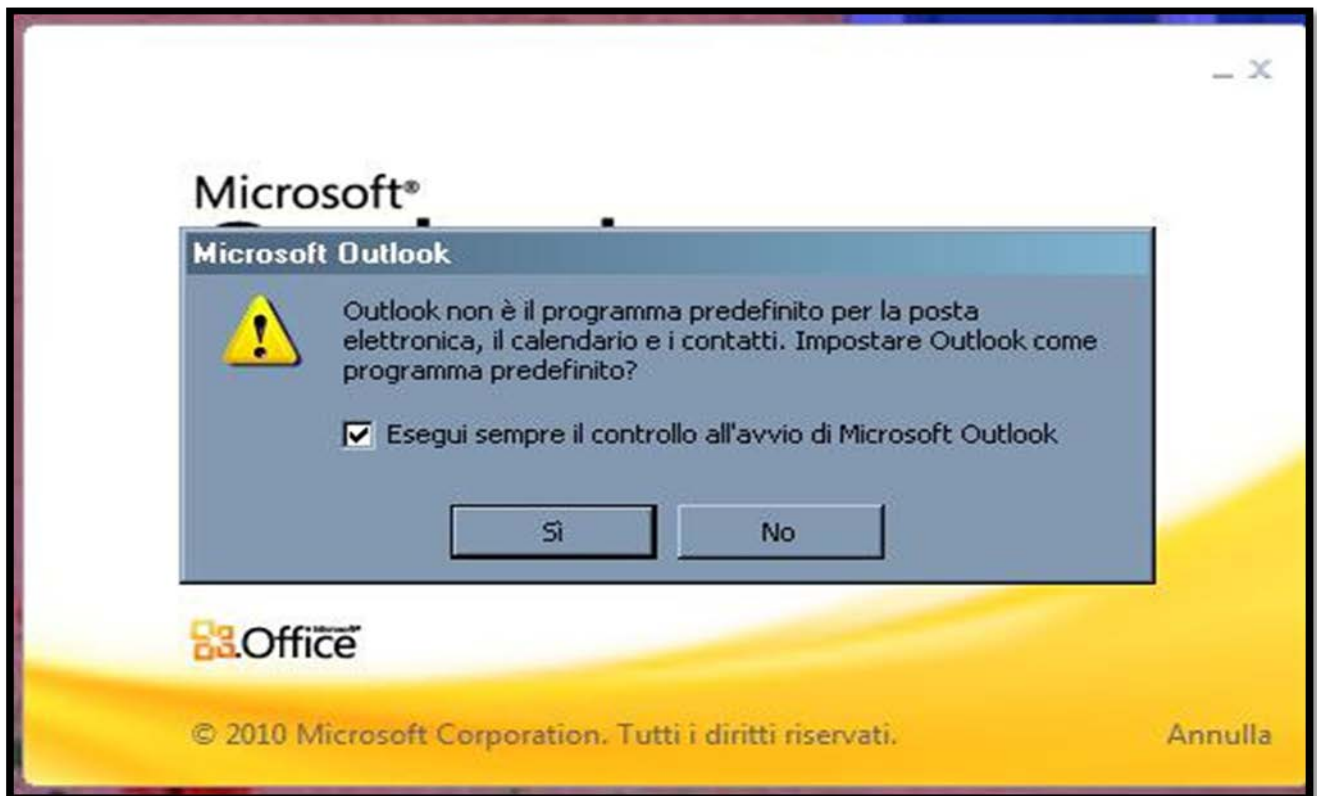 Microsoft®
Microsoft Outlook
Outlook non è il programma predefinito per la posta
elettronica, il calendario e i contatti. Impostare Outlook come
programma predefinito?
Esegui sempre il controllo all'avvio di Microsoft Outlook
Sì
No
Microsoft®
Office
© 2010 Microsoft Corporation. Tutti i diritti riservati.
Annulla